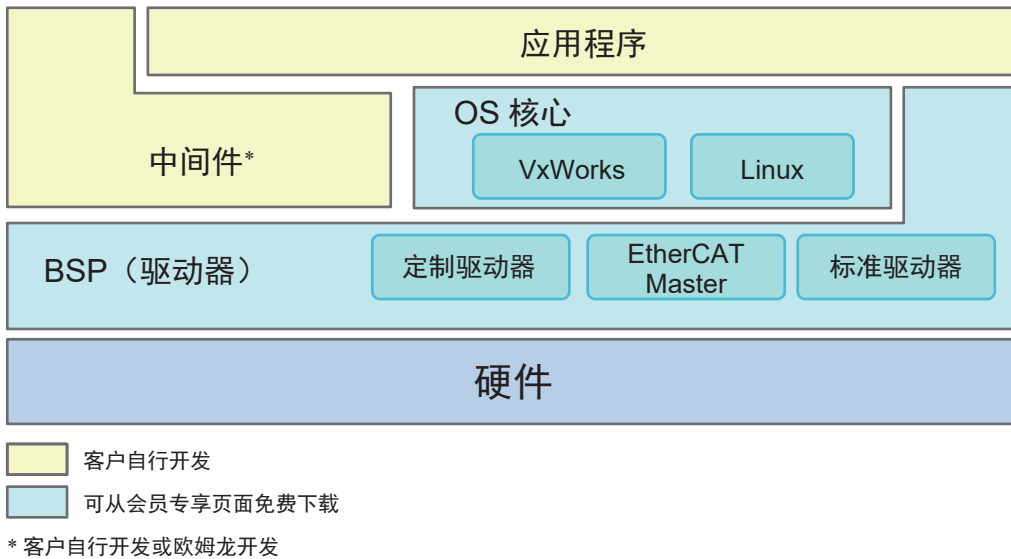 应用程序
OS 核心
中间件*
VxWorks
Linux
BSP（驱动器）
定制驱动器
EtherCAT
Master
标准驱动器
硬件
客户自行开发
可从会员专享页面免费下载
* 客户自行开发或欧姆龙开发